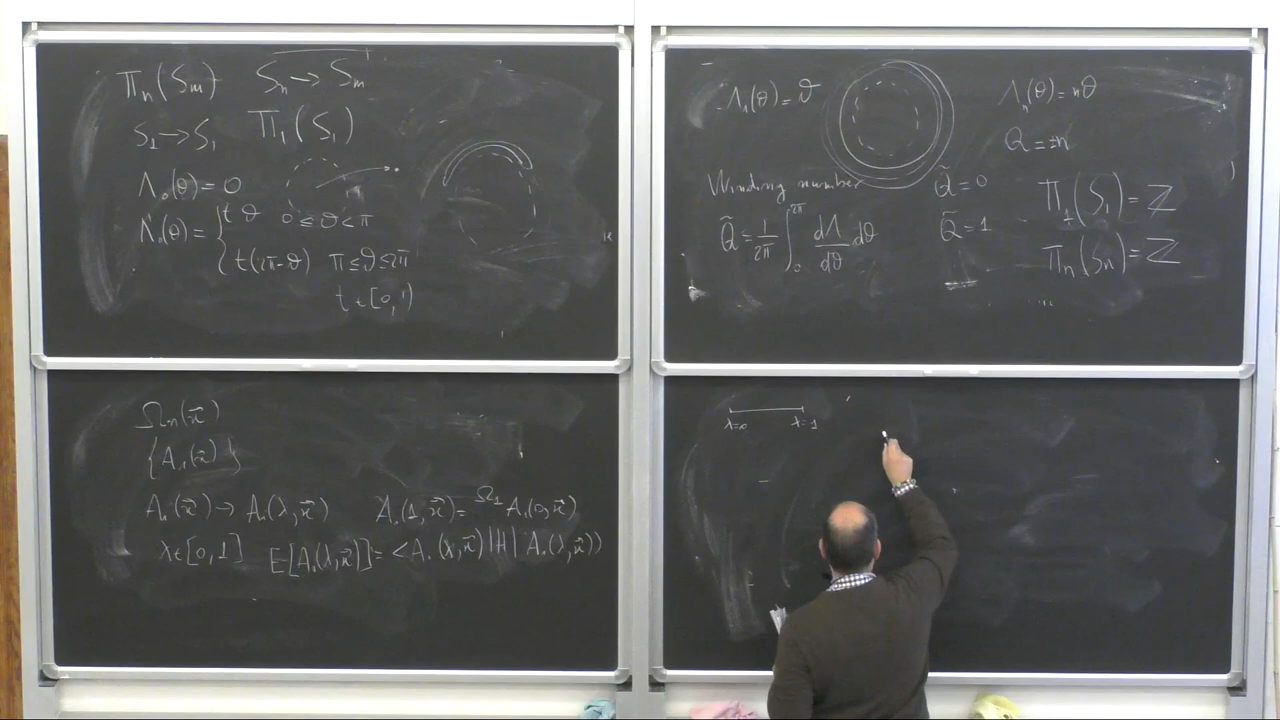 Π_n(S_m) S_n → S_m
S_1 → S_1 Π_1(S_1)
Λ_0(θ) = 0
Λ_0(θ) = { t θ 0 ≤ θ < π
t(2π-θ) π ≤ θ ≤ 2π
t ∈ [0,1)
Λ_1(θ) = θ Λ_n(θ) = nθ
Q = n
Winding number Q̃ = 0 Π_1(S_1) = ℤ
Q̃ = 1/2π ∫_0^{2π} dΛ/dθ dθ Q̃ = 1 Π_n(S_n) = ℤ
Ω_n(x⃗)
{A_i(x⃗)}
A_i(x⃗) → A_i(λ,x⃗) A_i(1,x⃗) = ^{Ω_1}A_i(0,x⃗)
λ ∈ [0,1] E[A_i(λ,x⃗)] = <A_i(λ,x⃗)|H|A_i(λ,x⃗)>
λ=0 λ=1